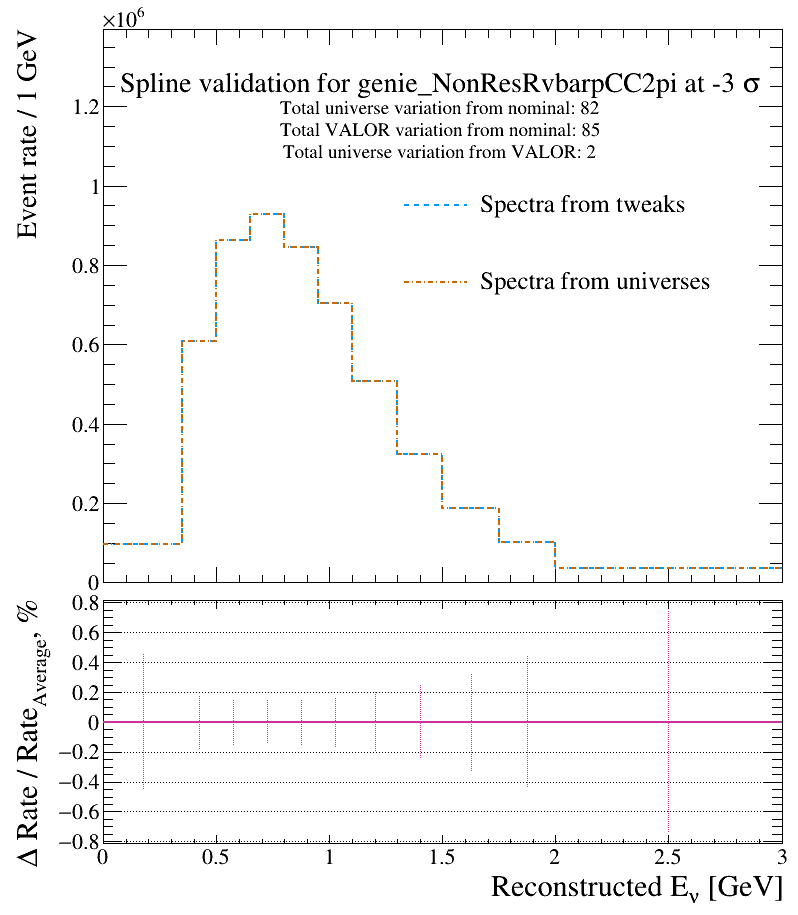 ×10⁶
Event rate / 1 GeV
Spline validation for genie_NonResRvbarpCC2pi at -3 σ
Total universe variation from nominal: 82
Total VALOR variation from nominal: 85
Total universe variation from VALOR: 2
Spectra from tweaks
Spectra from universes
1.2
1
0.8
0.6
0.4
0.2
0
Δ Rate / Rate_Average, %
0.8
0.6
0.4
0.2
0
−0.2
−0.4
−0.6
−0.8
0 0.5 1 1.5 2 2.5 3
Reconstructed E_ν [GeV]